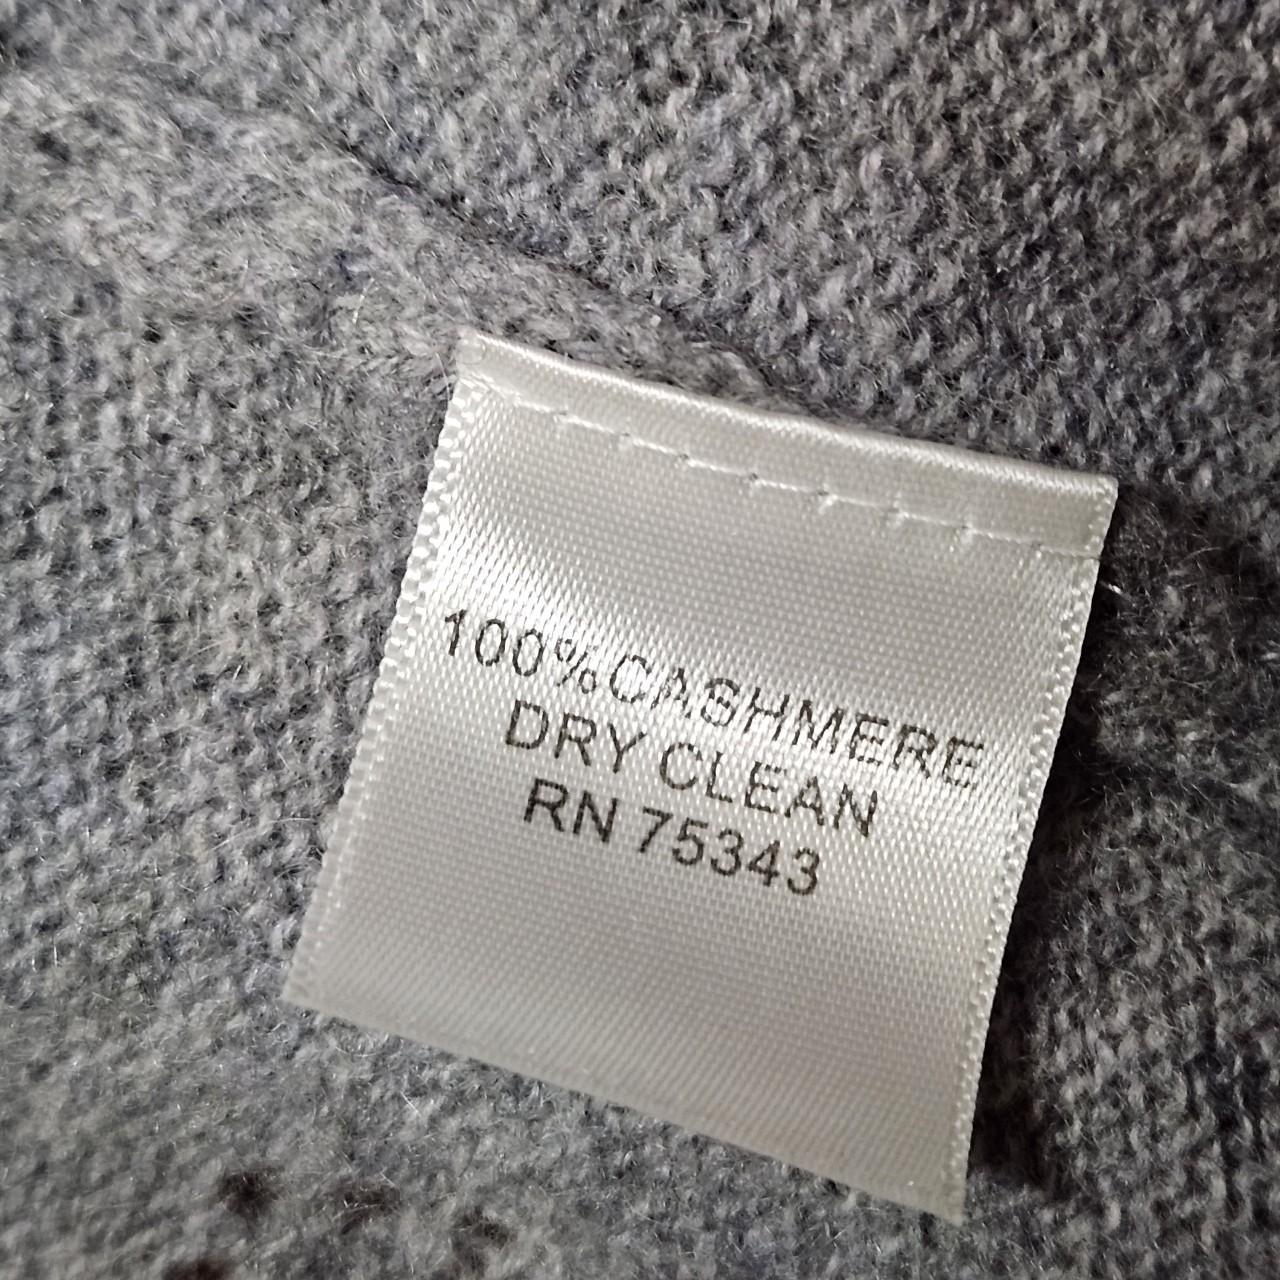 100%CASHMERE
DRY CLEAN
RN 75343